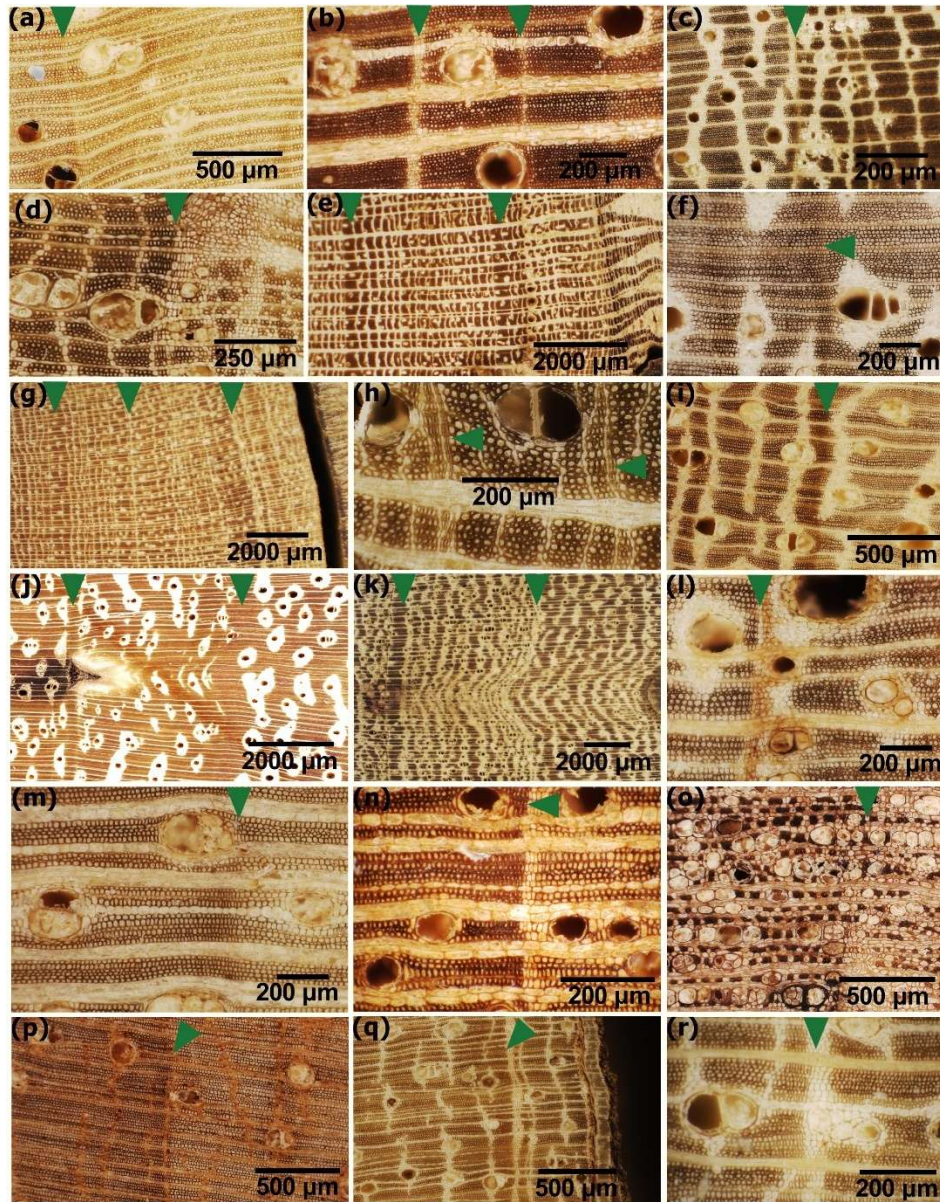 (a) (b) (c)
500 µm 200 µm 200 µm
(d) (e) (f)
250 µm 2000 µm 200 µm
(g) (h) (i)
2000 µm 200 µm 500 µm
(j) (k) (l)
2000 µm 2000 µm 200 µm
(m) (n) (o)
200 µm 200 µm 500 µm
(p) (q) (r)
500 µm 500 µm 200 µm